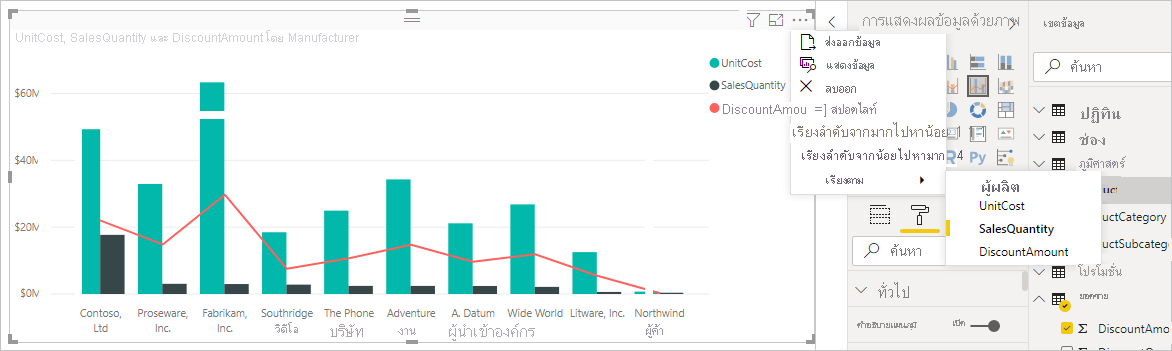 UnitCost, SalesQuantity และ DiscountAmount โดย Manufacturer
UnitCost
SalesQuantity
DiscountAmou
$60M
$40M
$20M
$0M
Contoso, Ltd
Proseware, Inc.
Fabrikam, Inc.
Southridge วิดีโอ
The Phone บริษัท
Adventure งาน
A. Datum
Wide World
ผู้นำเข้าองค์กร
Litware, Inc.
Northwind ผู้ค้า
ส่งออกข้อมูล
แสดงข้อมูล
ลบออก
สปอตไลท์
เรียงลำดับจากมากไปหาน้อย
เรียงลำดับจากน้อยไปหามาก
เรียงตาม
ผู้ผลิต
UnitCost
SalesQuantity
DiscountAmount
การแสดงผลข้อมูลด้วยภาพ
Py
ค้นหา
ทั่วไป
คำอธิบายแผนภูมิ
เปิด
เขตข้อมูล
ค้นหา
ปฏิทิน
ช่อง
ภูมิศาสตร์
uct
uctCategory
uctSubcateg
โปรโมชั่น
ยอดขาย
DiscountAmo